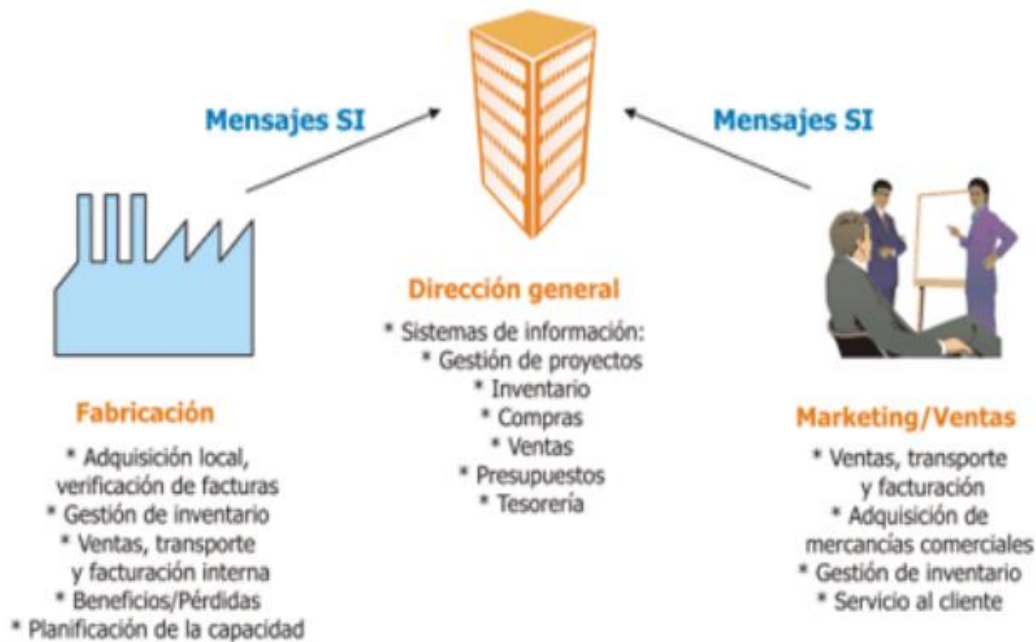 Mensajes SI
Mensajes SI
Dirección general
* Sistemas de información:
* Gestión de proyectos
* Inventario
* Compras
* Ventas
* Presupuestos
* Tesorería
Fabricación
* Adquisición local,
verificación de facturas
* Gestión de inventario
* Ventas, transporte
y facturación interna
* Beneficios/Pérdidas
* Planificación de la capacidad
Marketing/Ventas
* Ventas, transporte
y facturación
* Adquisición de
mercancías comerciales
* Gestión de inventario
* Servicio al cliente